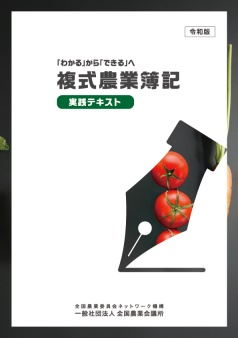 令和版
「わかる」から「できる」へ
複式農業簿記
実践テキスト
全国農業委員会ネットワーク機構
一般社団法人 全国農業会議所